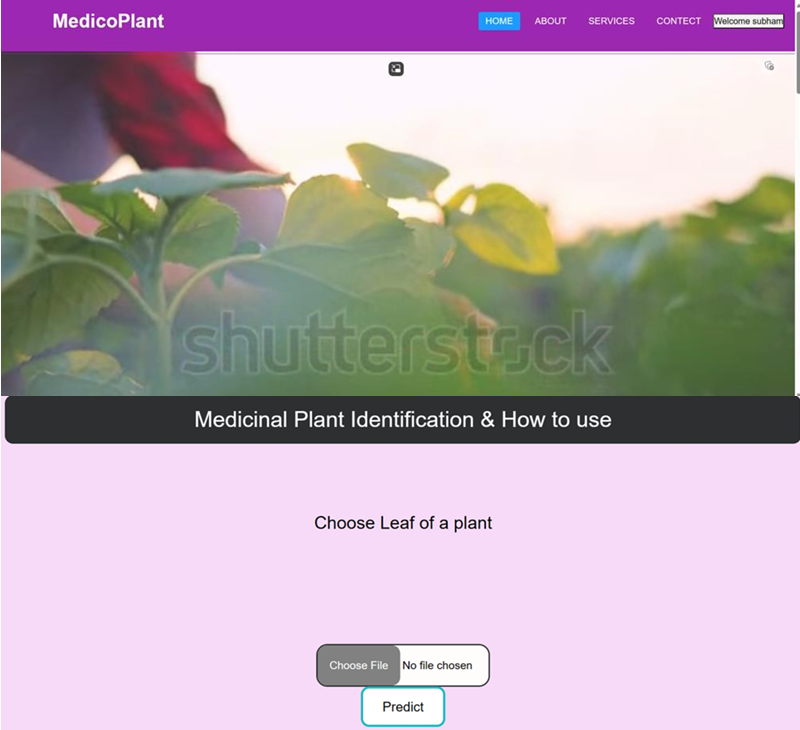 MedicoPlant
HOME ABOUT SERVICES CONTECT Welcome subham
shutterstock
Medicinal Plant Identification & How to use
Choose Leaf of a plant
Choose File No file chosen
Predict